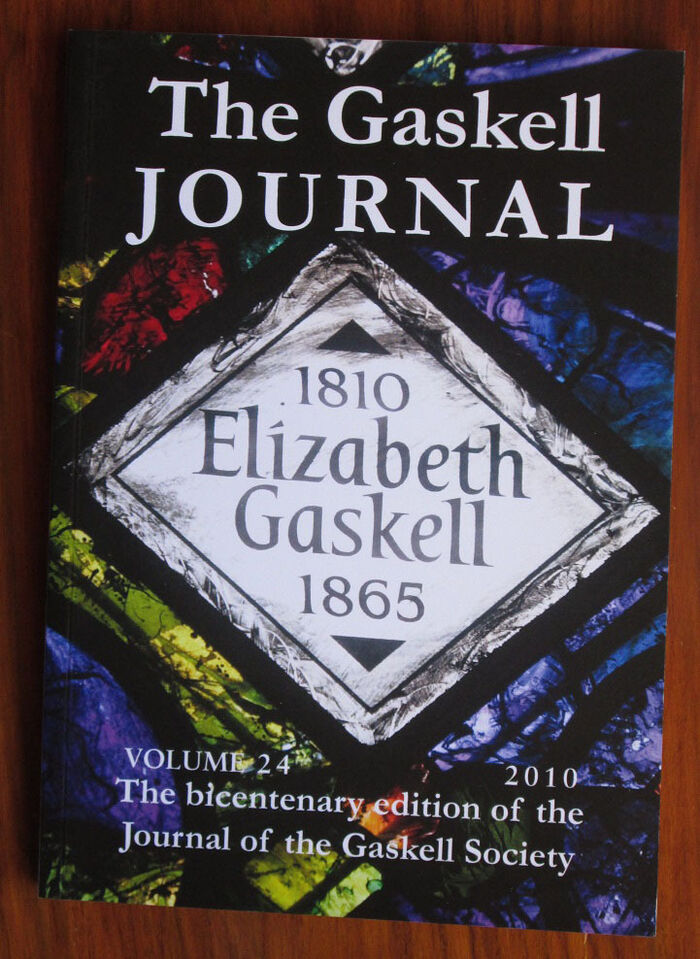 The Gaskell
JOURNAL
1810
Elizabeth
Gaskell
1865
VOLUME 24 2010
The bicentenary edition of the
Journal of the Gaskell Society